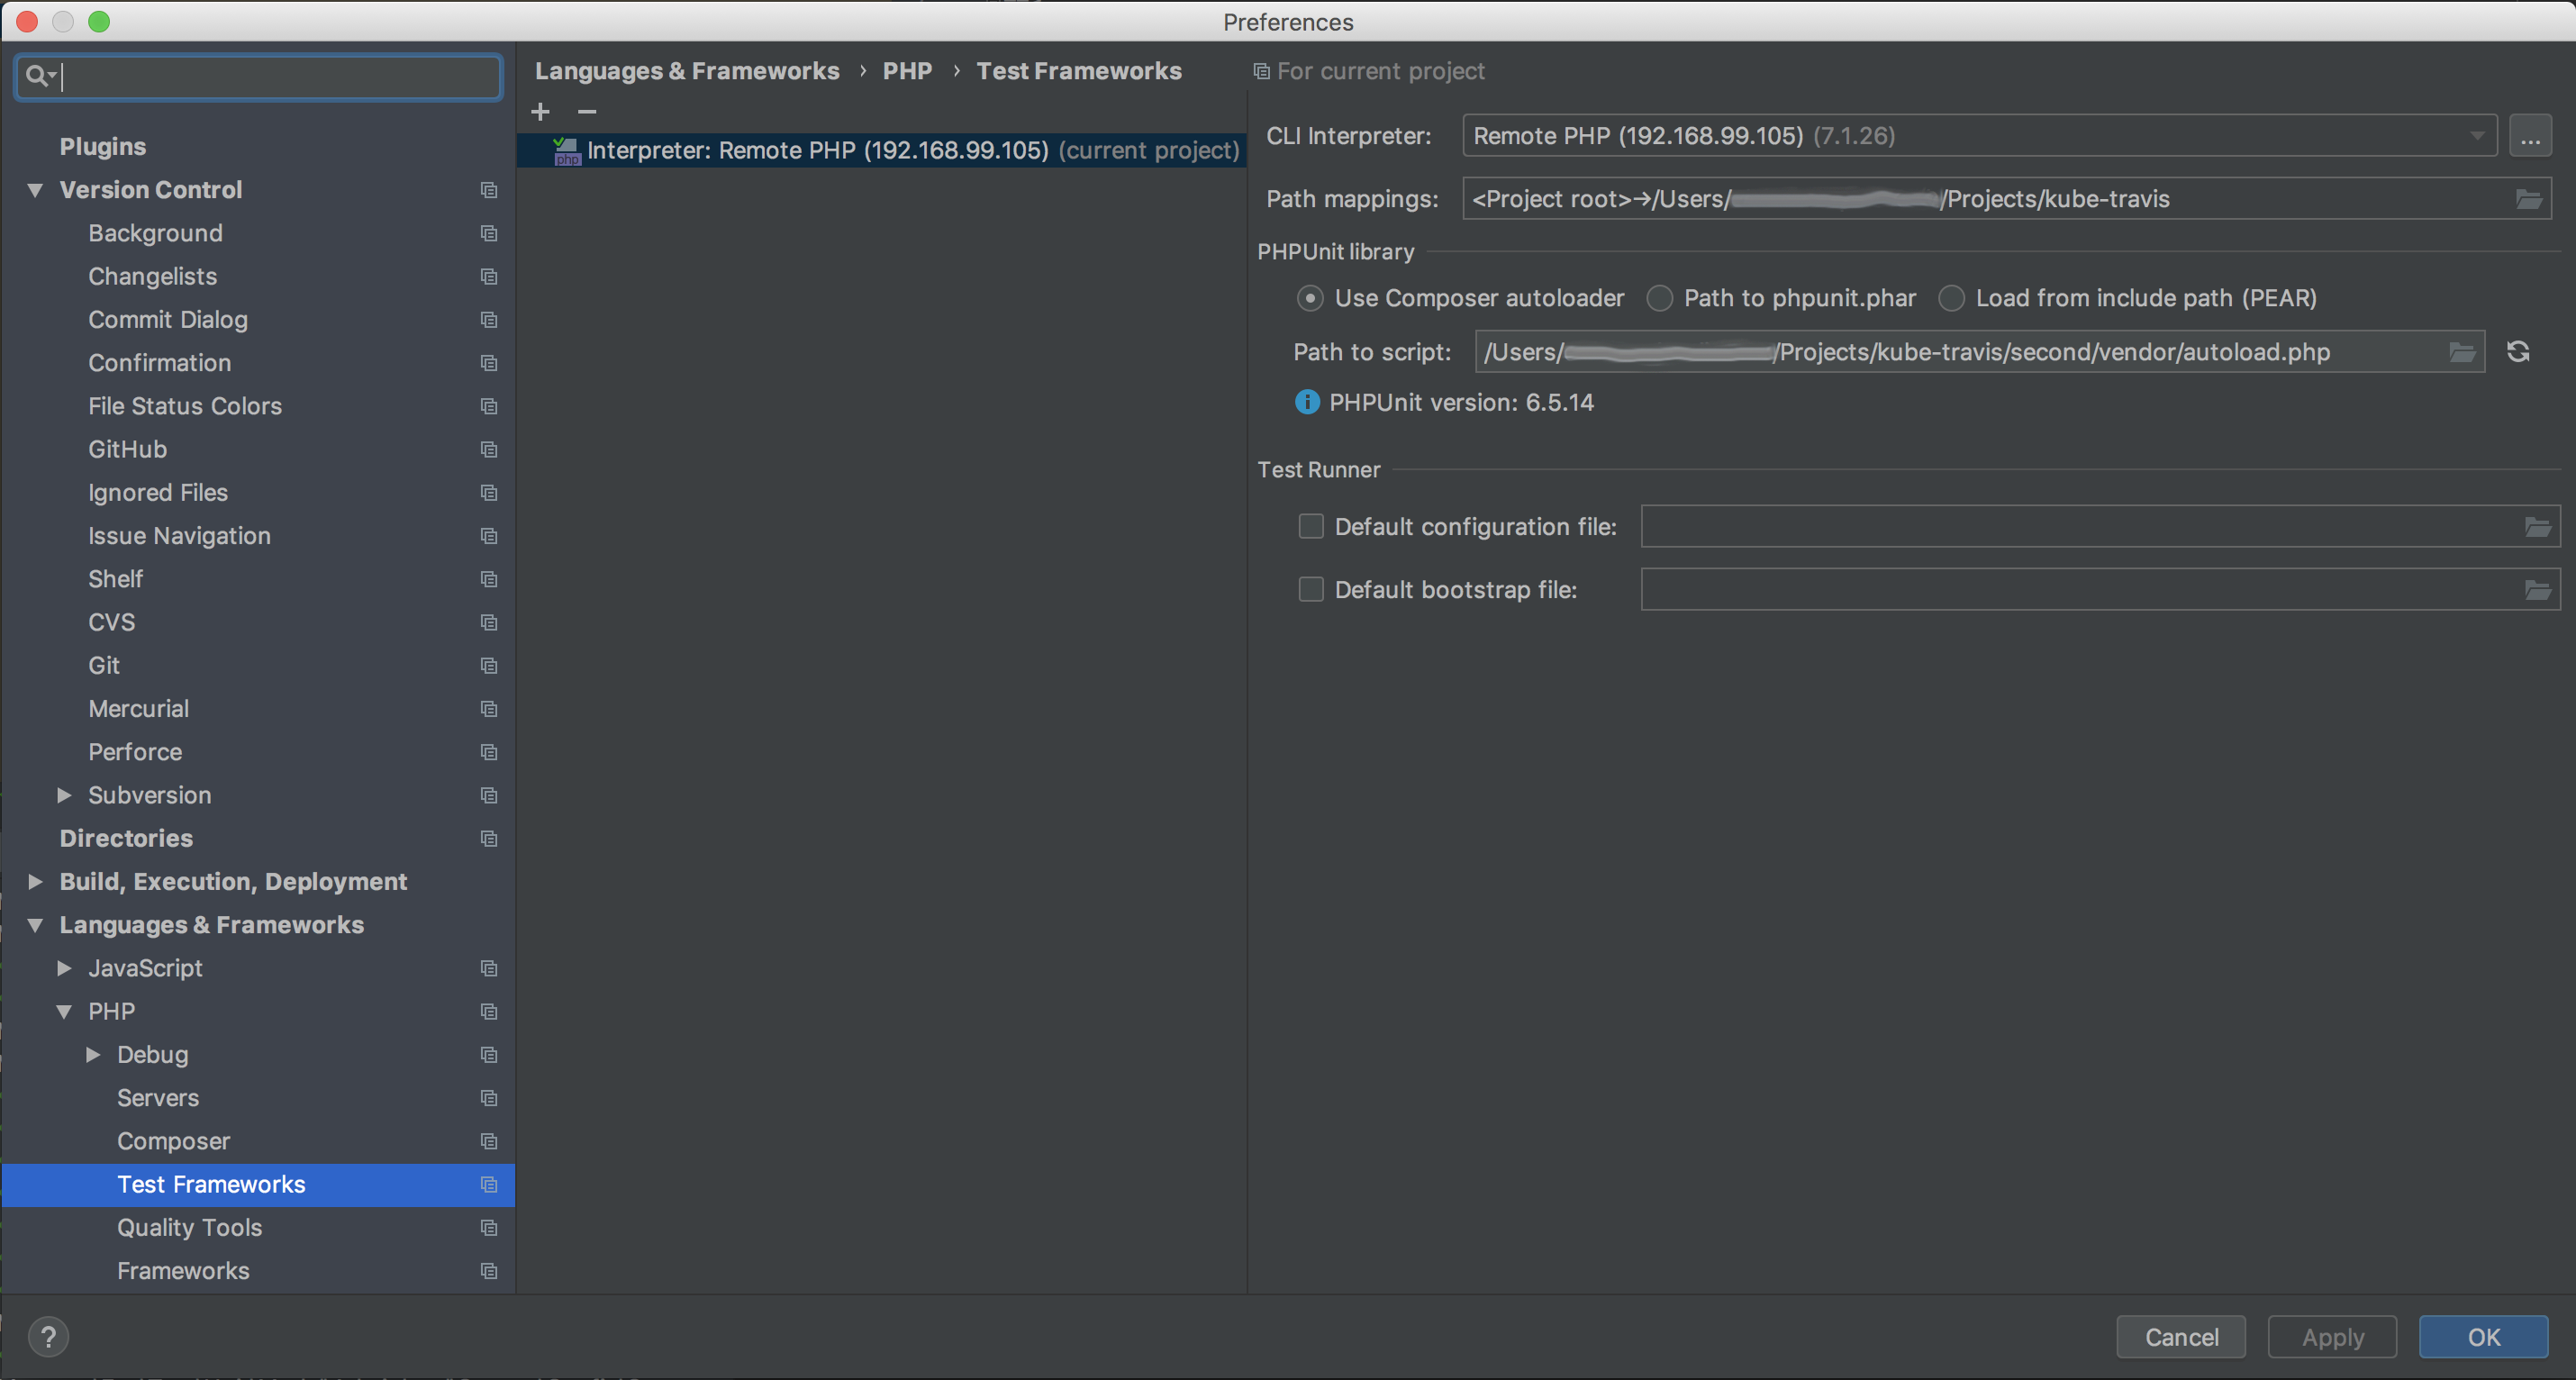 Preferences
Plugins
Version Control
Background
Changelists
Commit Dialog
Confirmation
File Status Colors
GitHub
Ignored Files
Issue Navigation
Shelf
CVS
Git
Mercurial
Perforce
Subversion
Directories
Build, Execution, Deployment
Languages & Frameworks
JavaScript
PHP
Debug
Servers
Composer
Test Frameworks
Quality Tools
Frameworks
Languages & Frameworks › PHP › Test Frameworks
For current project
php Interpreter: Remote PHP (192.168.99.105) (current project)
CLI Interpreter: Remote PHP (192.168.99.105) (7.1.26) ...
Path mappings: <Project root>→/Users/ /Projects/kube-travis
PHPUnit library
Use Composer autoloader Path to phpunit.phar Load from include path (PEAR)
Path to script: /Users/ /Projects/kube-travis/second/vendor/autoload.php
PHPUnit version: 6.5.14
Test Runner
Default configuration file:
Default bootstrap file:
? Cancel Apply OK